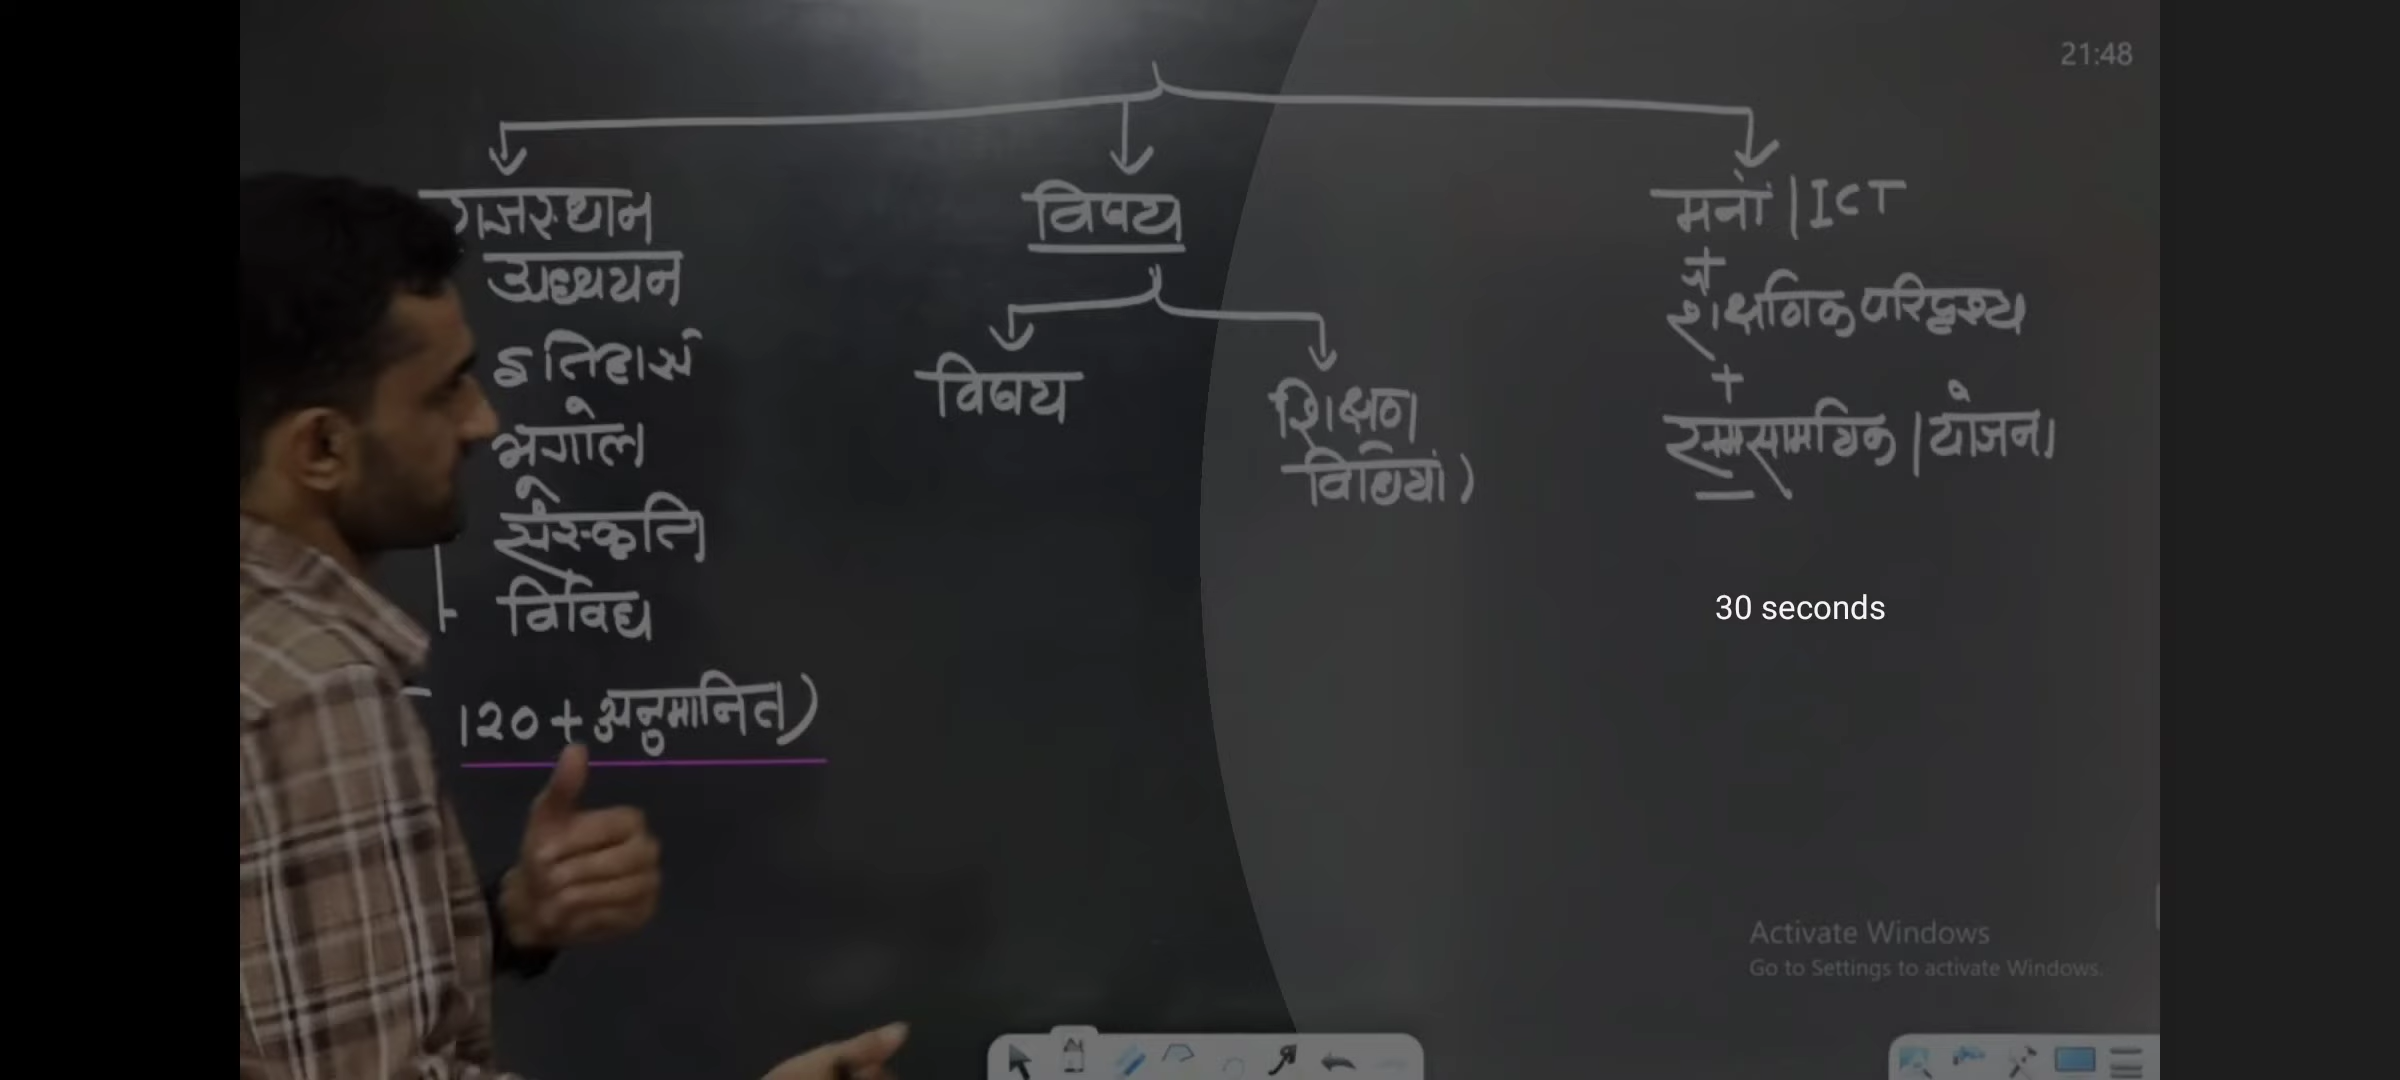 21:48
राजस्थान
अध्ययन
इतिहास
भूगोल
संस्कृति
विविध
120 + अनुमानित)
विषय
विषय
शिक्षण
विधियां)
मनो | ICT
+
शैक्षणिक परिदृश्य
+
समसामयिक | योजना
30 seconds
Activate Windows
Go to Settings to activate Windows.